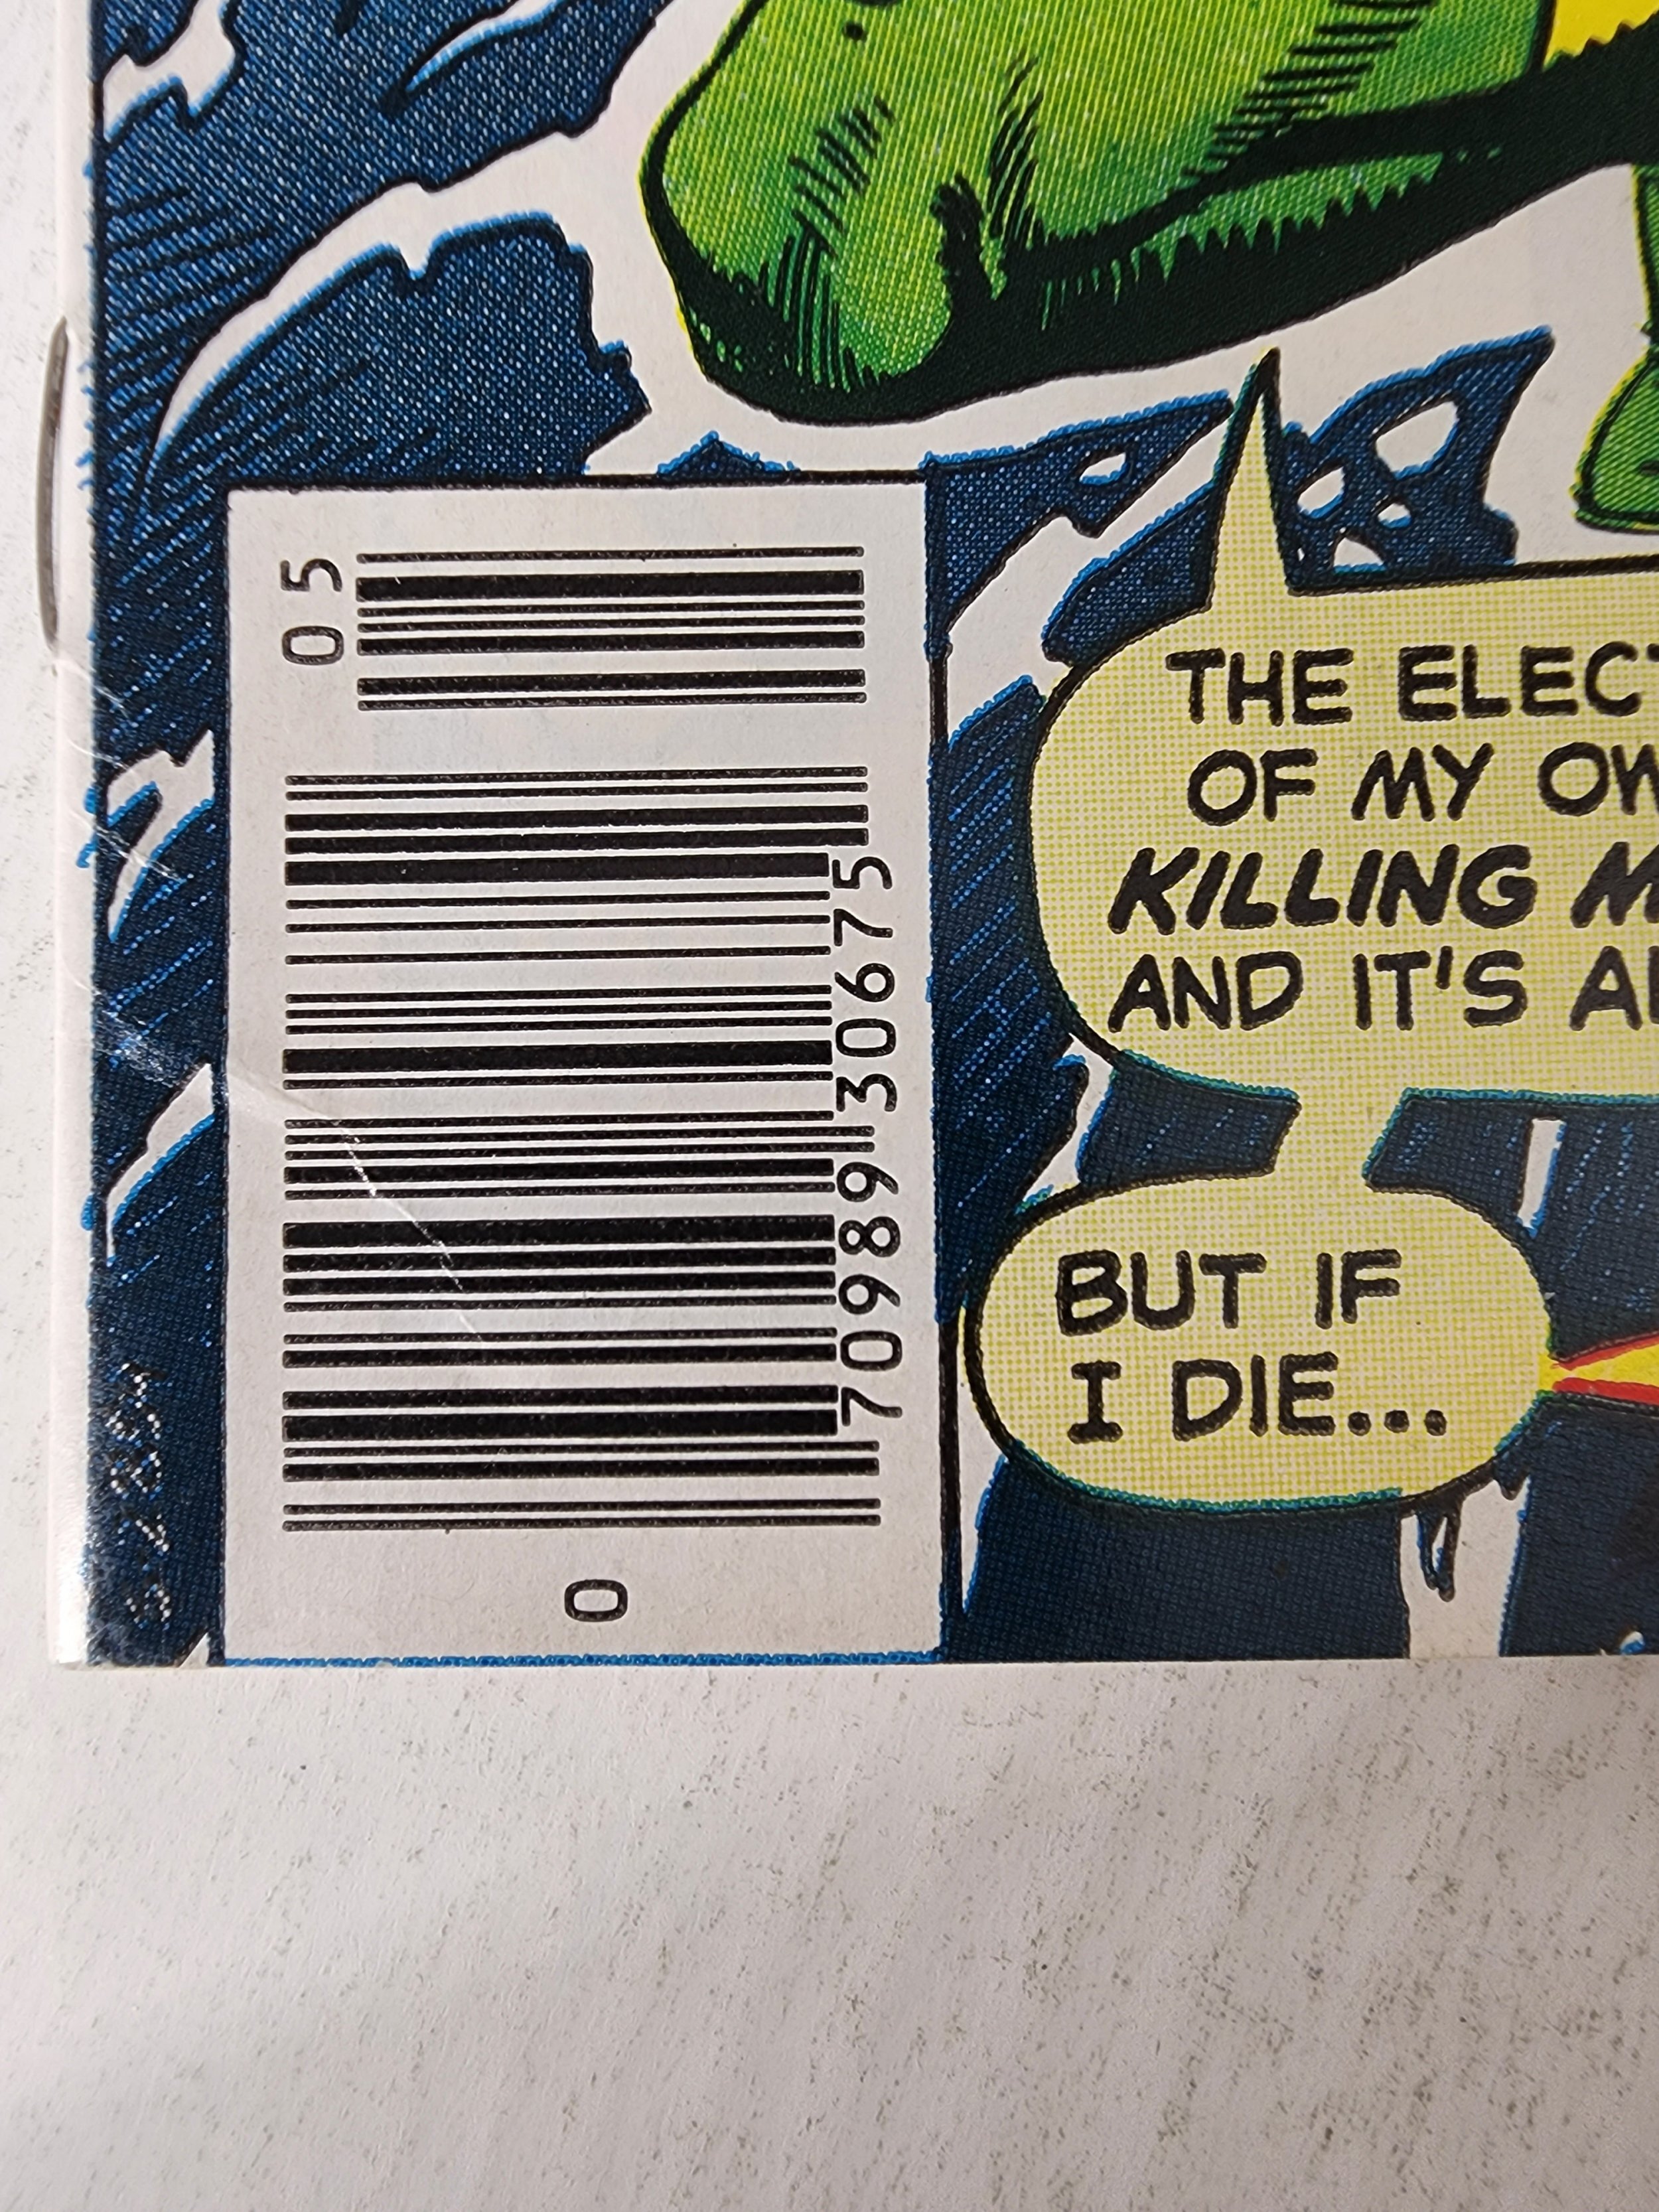 05
70989 30675
0
THE ELECT
OF MY OW
KILLING M
AND IT'S A
BUT IF
I DIE...